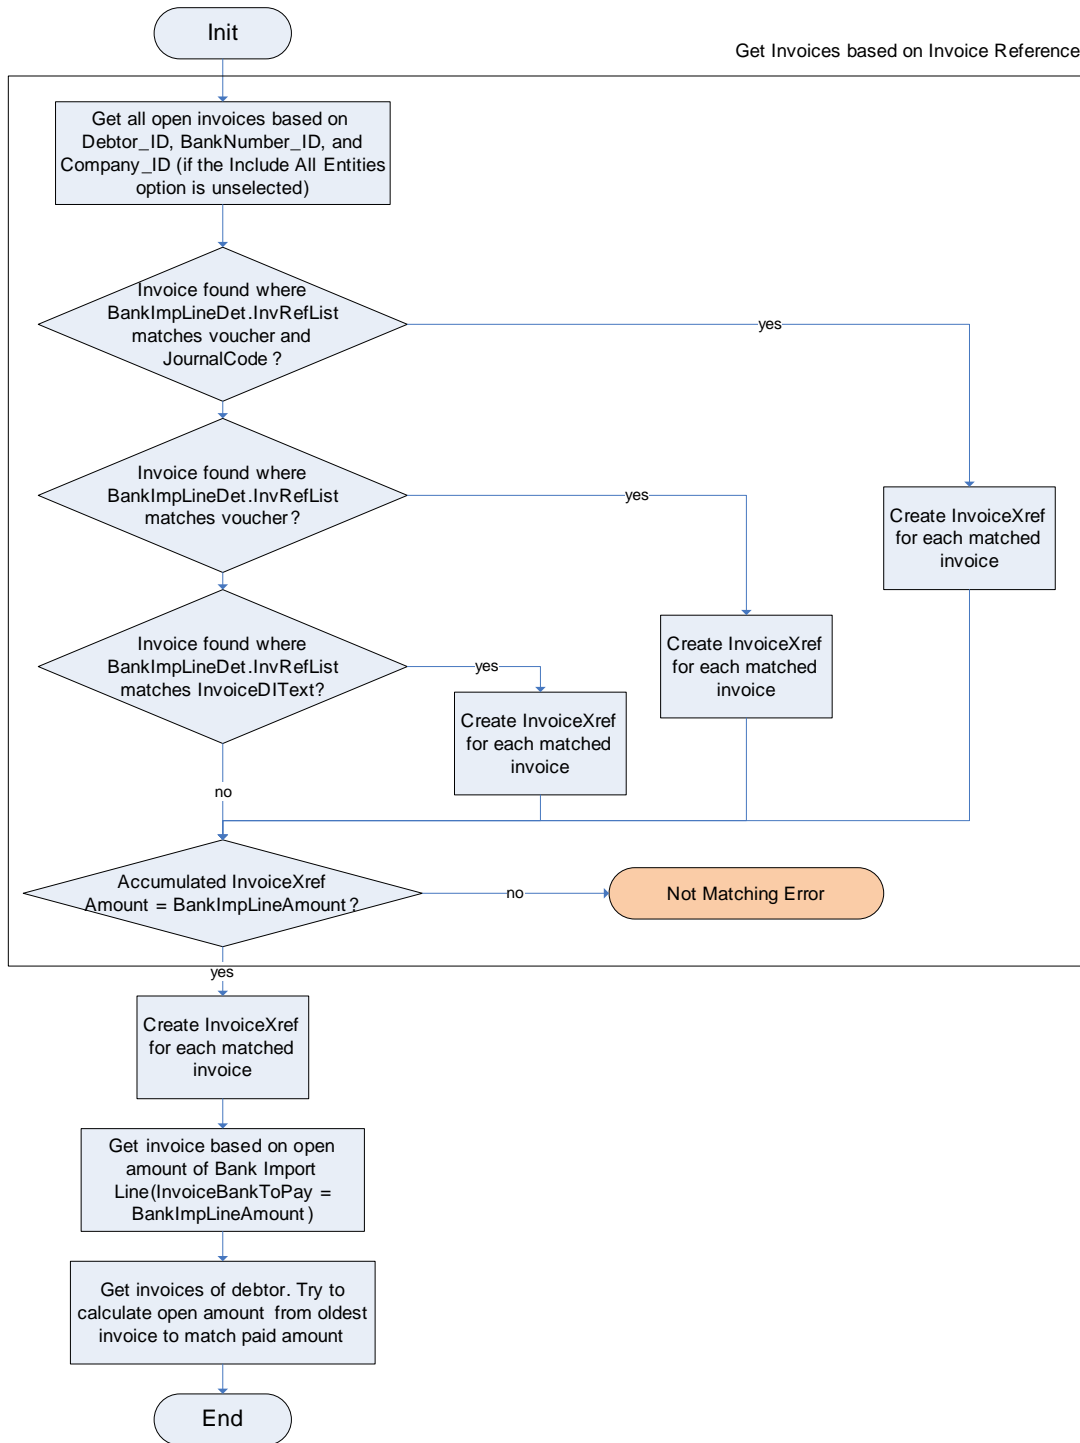 Init
Get Invoices based on Invoice Reference
Get all open invoices based on
Debtor_ID, BankNumber_ID, and
Company_ID (if the Include All Entities
option is unselected)
Invoice found where
BankImpLineDet.InvRefList
matches voucher and
JournalCode ?
yes
Invoice found where
BankImpLineDet.InvRefList
matches voucher?
yes
Create InvoiceXref
for each matched
invoice
Invoice found where
BankImpLineDet.InvRefList
matches InvoiceDIText?
yes
Create InvoiceXref
for each matched
invoice
Create InvoiceXref
for each matched
invoice
no
Accumulated InvoiceXref
Amount = BankImpLineAmount?
no
Not Matching Error
yes
Create InvoiceXref
for each matched
invoice
Get invoice based on open
amount of Bank Import
Line(InvoiceBankToPay =
BankImpLineAmount)
Get invoices of debtor. Try to
calculate open amount from oldest
invoice to match paid amount
End